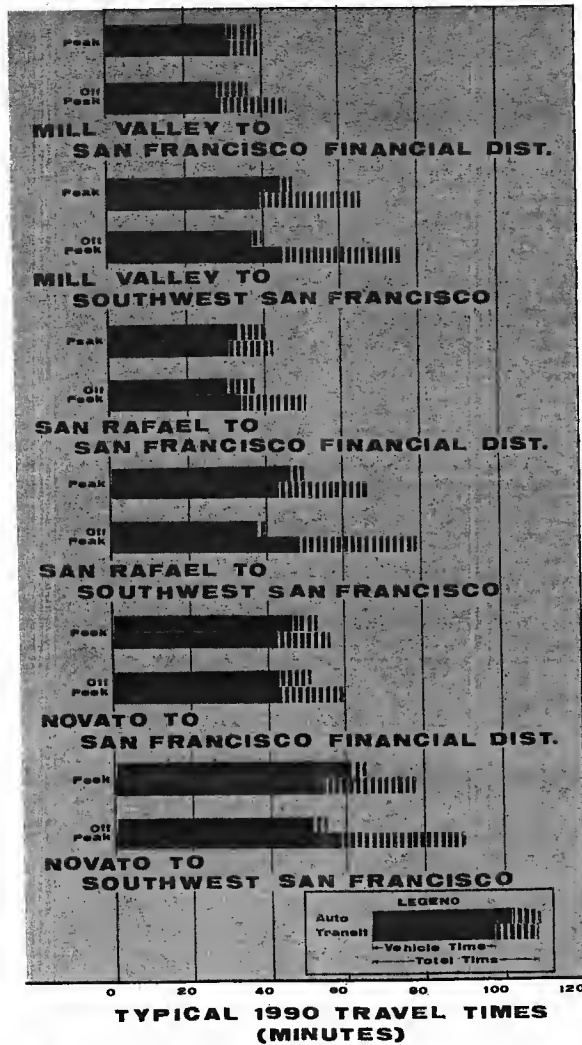 Peak
Off
Peak
MILL VALLEY TO
SAN FRANCISCO FINANCIAL DIST.
Peak
Off
Peak
MILL VALLEY TO
SOUTHWEST SAN FRANCISCO
Peak
Off
Peak
SAN RAFAEL TO
SAN FRANCISCO FINANCIAL DIST.
Peak
Off
Peak
SAN RAFAEL TO
SOUTHWEST SAN FRANCISCO
Peak
Off
Peak
NOVATO TO
SAN FRANCISCO FINANCIAL DIST.
Peak
Off
Peak
NOVATO TO
SOUTHWEST SAN FRANCISCO
LEGEND
Auto
Transit
Vehicle Time
Total Time
0 20 40 60 80 100 120
TYPICAL 1990 TRAVEL TIMES
(MINUTES)